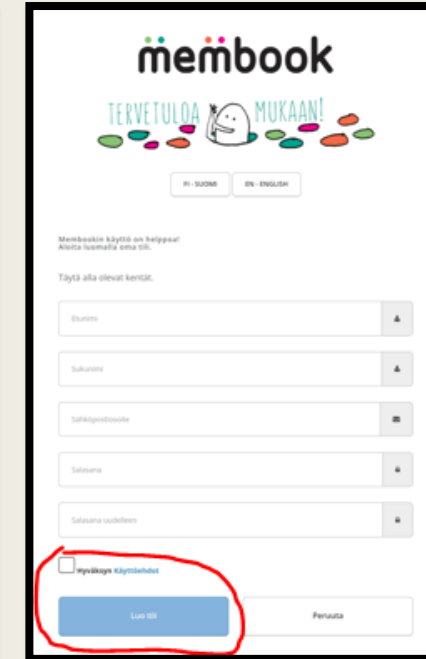 membook
TERVETULOA MUKAAN!
FI - SUOMI EN - ENGLISH
Membookin käyttö on helppoa!
Aloita luomalla oma tili.
Täytä alla olevat kentät.
Etunimi
Sukunimi
Sähköpostiosoite
Salasana
Salasana uudelleen
Hyväksyn Käyttöehdot
Luo tili Peruuta